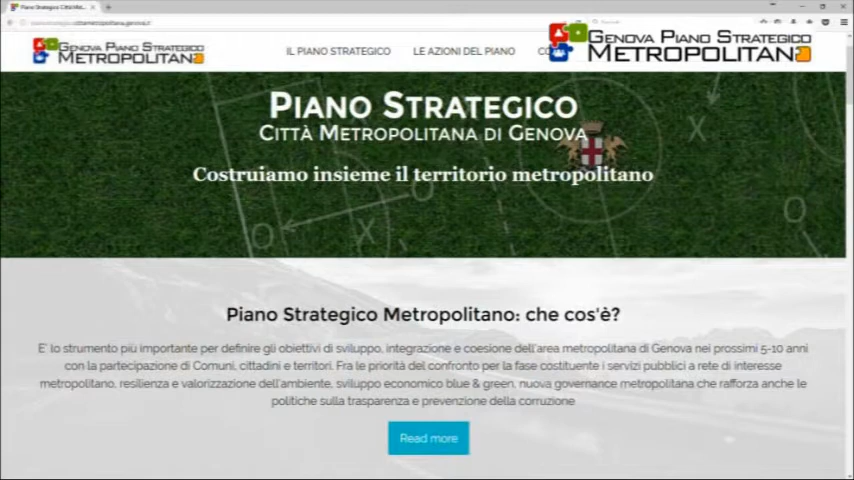 Piano Strategico Città Met...
GENOVA PIANO STRATEGICO
METROPOLITANO
IL PIANO STRATEGICO
LE AZIONI DEL PIANO
GENOVA PIANO STRATEGICO
METROPOLITANO
PIANO STRATEGICO
CITTÀ METROPOLITANA DI GENOVA
Costruiamo insieme il territorio metropolitano
Piano Strategico Metropolitano: che cos'è?
E' lo strumento più importante per definire gli obiettivi di sviluppo, integrazione e coesione dell'area metropolitana di Genova nei prossimi 5-10 anni
con la partecipazione di Comuni, cittadini e territori. Fra le priorità del confronto per la fase costituente i servizi pubblici a rete di interesse
metropolitano, resilienza e valorizzazione dell'ambiente, sviluppo economico blue & green, nuova governance metropolitana che rafforza anche le
politiche sulla trasparenza e prevenzione della corruzione
Read more